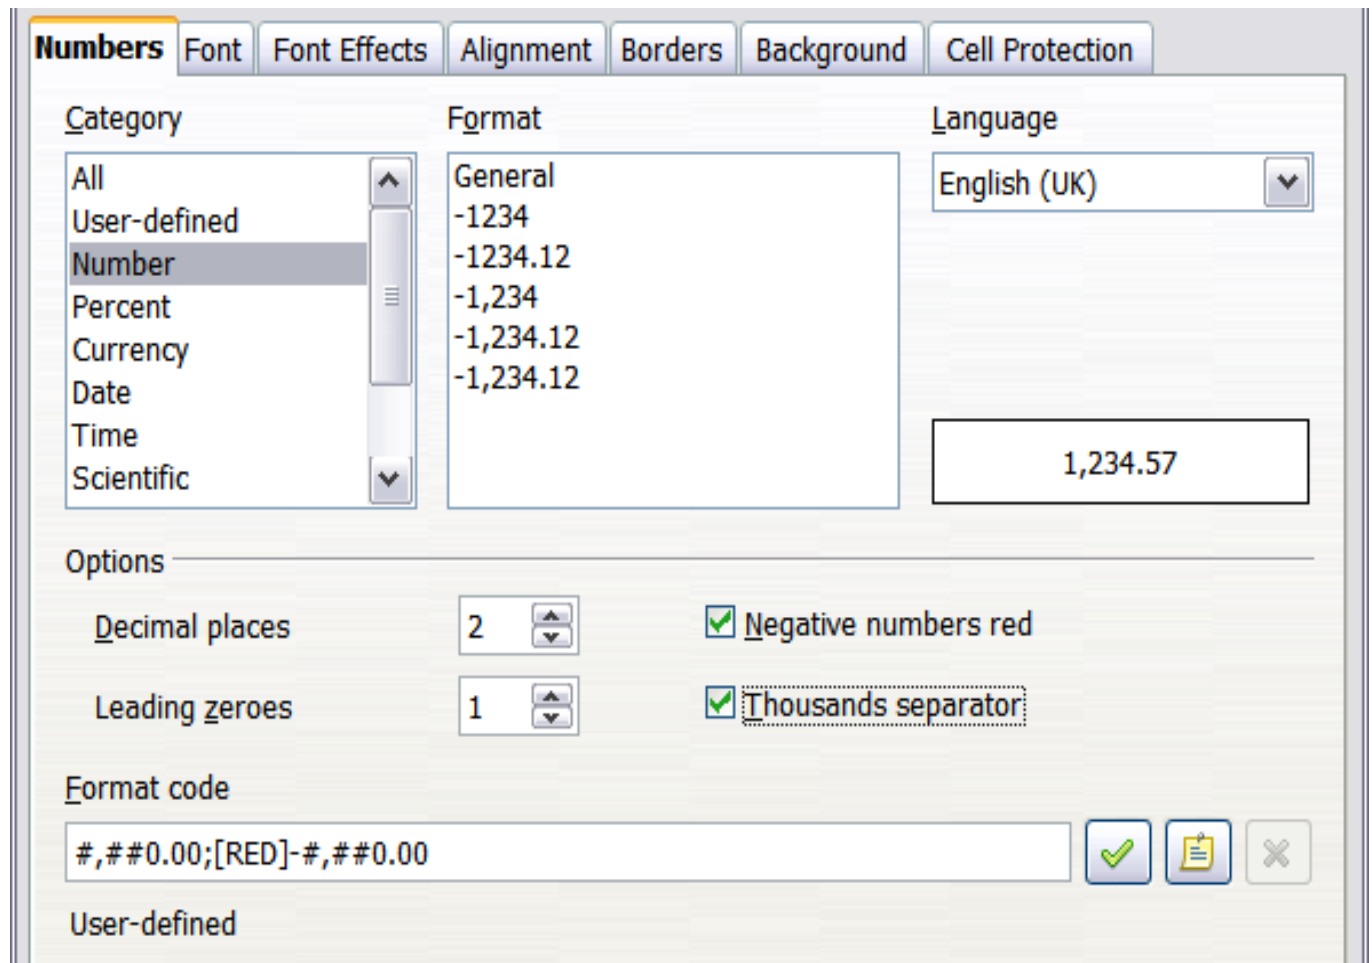 Numbers Font Font Effects Alignment Borders Background Cell Protection
Category
All
User-defined
Number
Percent
Currency
Date
Time
Scientific
Format
General
-1234
-1234.12
-1,234
-1,234.12
-1,234.12
Language
English (UK)
1,234.57
Options
Decimal places 2
Negative numbers red
Leading zeroes 1
Thousands separator
Format code
#,##0.00;[RED]-#,##0.00
User-defined